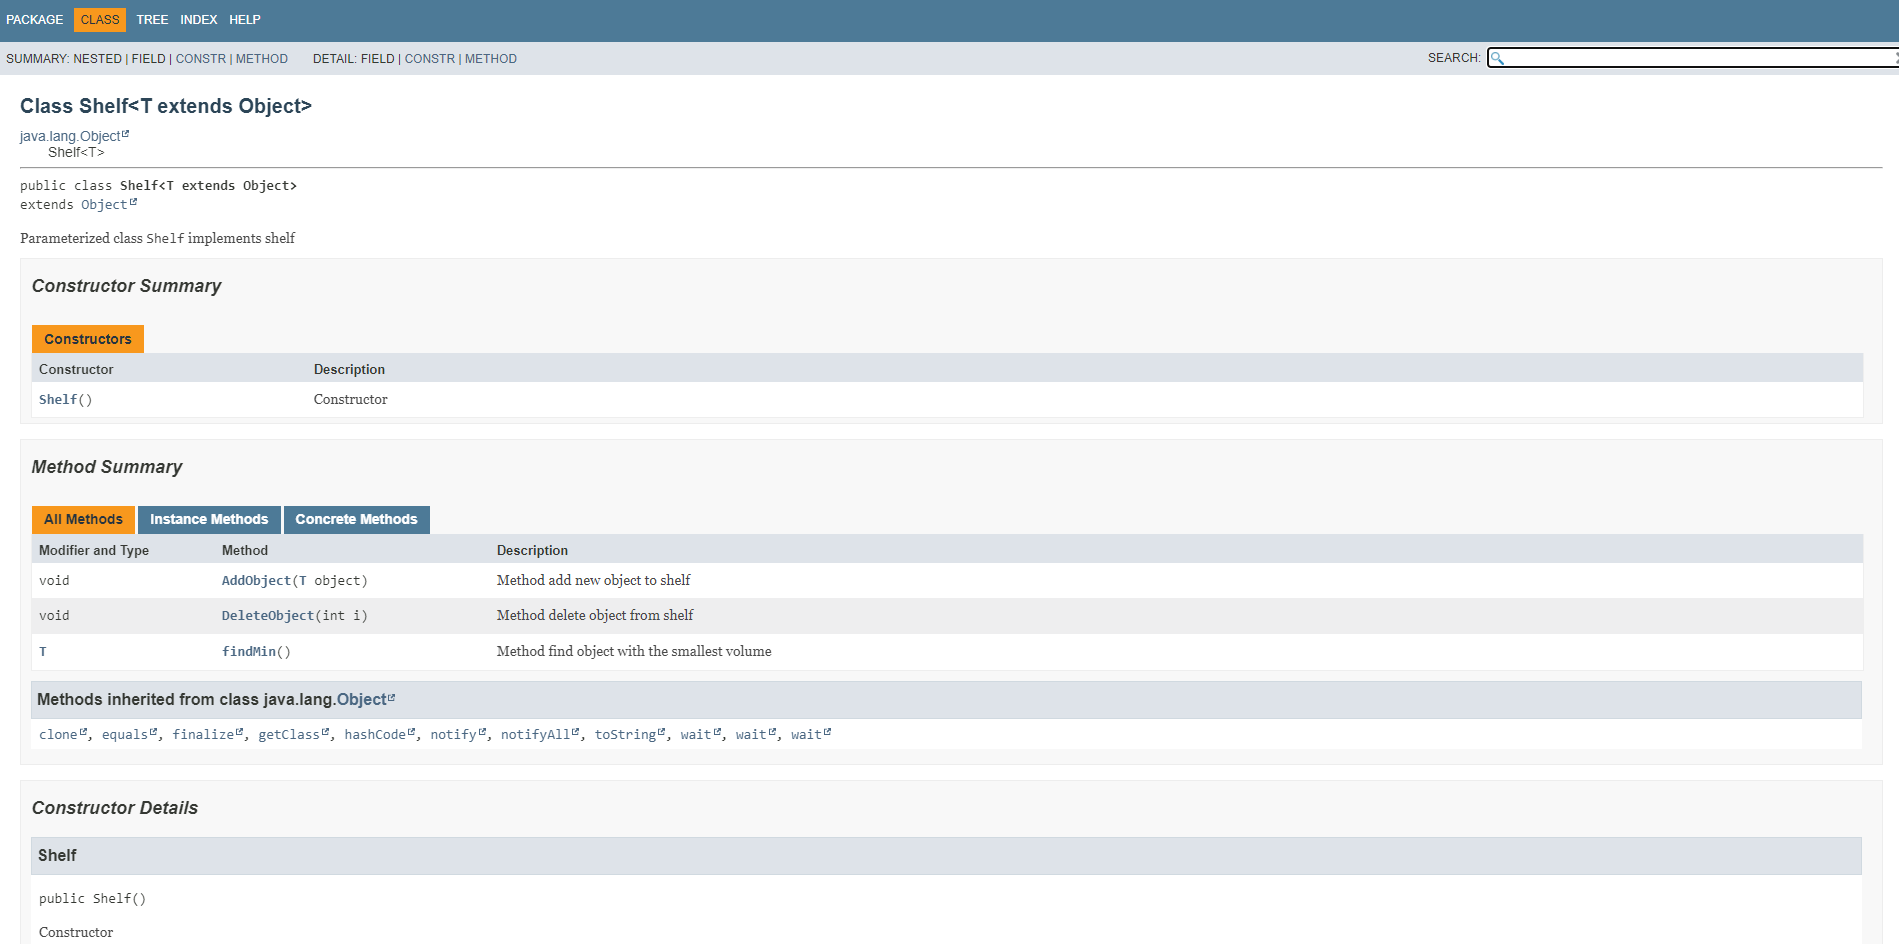 PACKAGE CLASS TREE INDEX HELP
SUMMARY: NESTED | FIELD | CONSTR | METHOD DETAIL: FIELD | CONSTR | METHOD SEARCH:
Class Shelf<T extends Object>
java.lang.Object
Shelf<T>
public class Shelf<T extends Object>
extends Object
Parameterized class Shelf implements shelf
Constructor Summary
Constructors
Constructor Description
Shelf() Constructor
Method Summary
All Methods Instance Methods Concrete Methods
Modifier and Type Method Description
void AddObject(T object) Method add new object to shelf
void DeleteObject(int i) Method delete object from shelf
T findMin() Method find object with the smallest volume
Methods inherited from class java.lang.Object
clone, equals, finalize, getClass, hashCode, notify, notifyAll, toString, wait, wait, wait
Constructor Details
Shelf
public Shelf()
Constructor